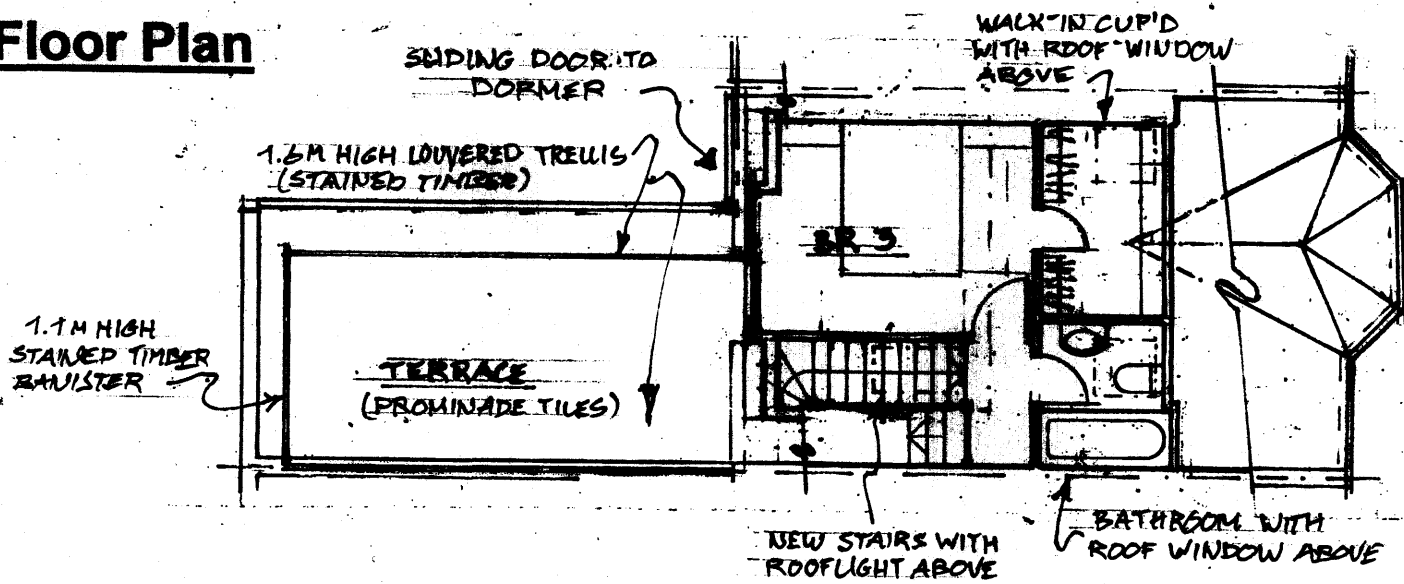 Floor Plan
SLIDING DOOR TO
DORMER
WALK-IN CUP'D
WITH ROOF WINDOW
ABOVE
1.6M HIGH LOUVERED TRELLIS
(STAINED TIMBER)
BR 3
1.1M HIGH
STAINED TIMBER
BANISTER
TERRACE
(PROMINADE TILES)
NEW STAIRS WITH
ROOFLIGHT ABOVE
BATHROOM WITH
ROOF WINDOW ABOVE